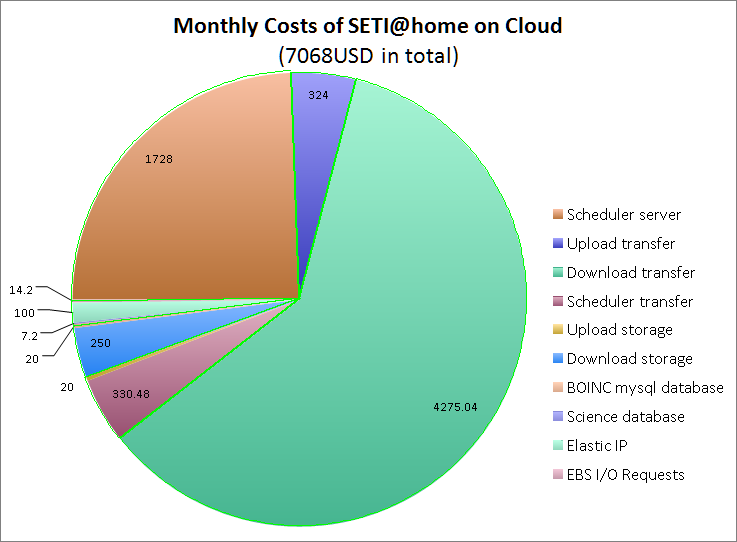 Monthly Costs of SETI@home on Cloud
(7068USD in total)
324
1728
14.2
100
7.2
20
250
20
330.48
4275.04
Scheduler server
Upload transfer
Download transfer
Scheduler transfer
Upload storage
Download storage
BOINC mysql database
Science database
Elastic IP
EBS I/O Requests